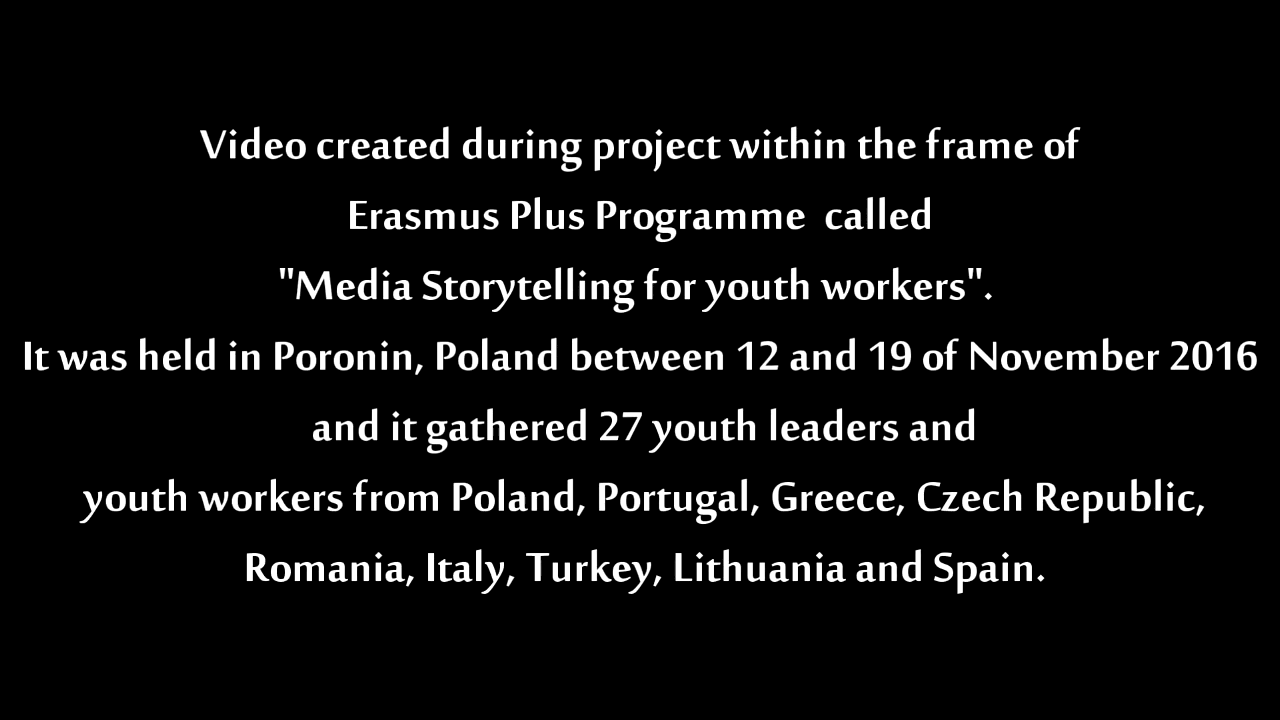 Video created during project within the frame of
Erasmus Plus Programme  called
"Media Storytelling for youth workers".
It was held in Poronin, Poland between 12 and 19 of November 2016
and it gathered 27 youth leaders and
youth workers from Poland, Portugal, Greece, Czech Republic,
Romania, Italy, Turkey, Lithuania and Spain.